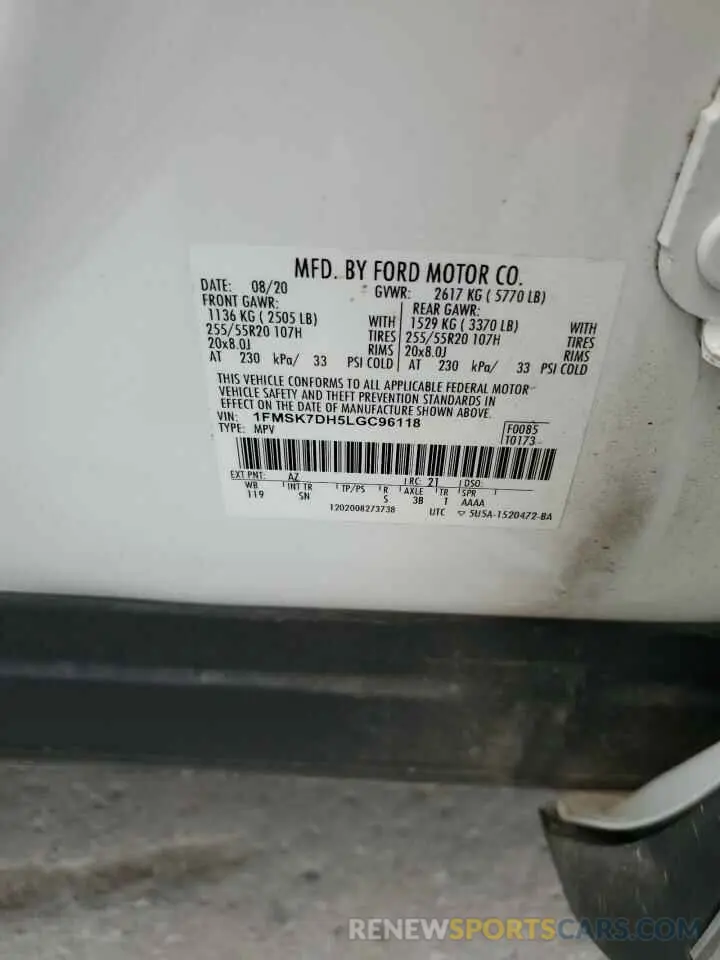 MFD. BY FORD MOTOR CO.
DATE: 08/20 GVWR: 2617 KG ( 5770 LB)
FRONT GAWR: REAR GAWR:
1136 KG ( 2505 LB) WITH 1529 KG ( 3370 LB) WITH
255/55R20 107H TIRES 255/55R20 107H TIRES
20x8.0J RIMS 20x8.0J RIMS
AT 230 kPa/ 33 PSI COLD AT 230 kPa/ 33 PSI COLD
THIS VEHICLE CONFORMS TO ALL APPLICABLE FEDERAL MOTOR
VEHICLE SAFETY AND THEFT PREVENTION STANDARDS IN
EFFECT ON THE DATE OF MANUFACTURE SHOWN ABOVE.
VIN: 1FMSK7DH5LGC96118 F0085
TYPE: MPV T0173
EXT PNT: AZ RC: 21 DSO:
WB INT TR TP/PS R AXLE TR SPR
119 SN S 3B T AAAA
1202008273738 UTC 5U5A-1520472-BA
RENEWSPORTSCARS.COM